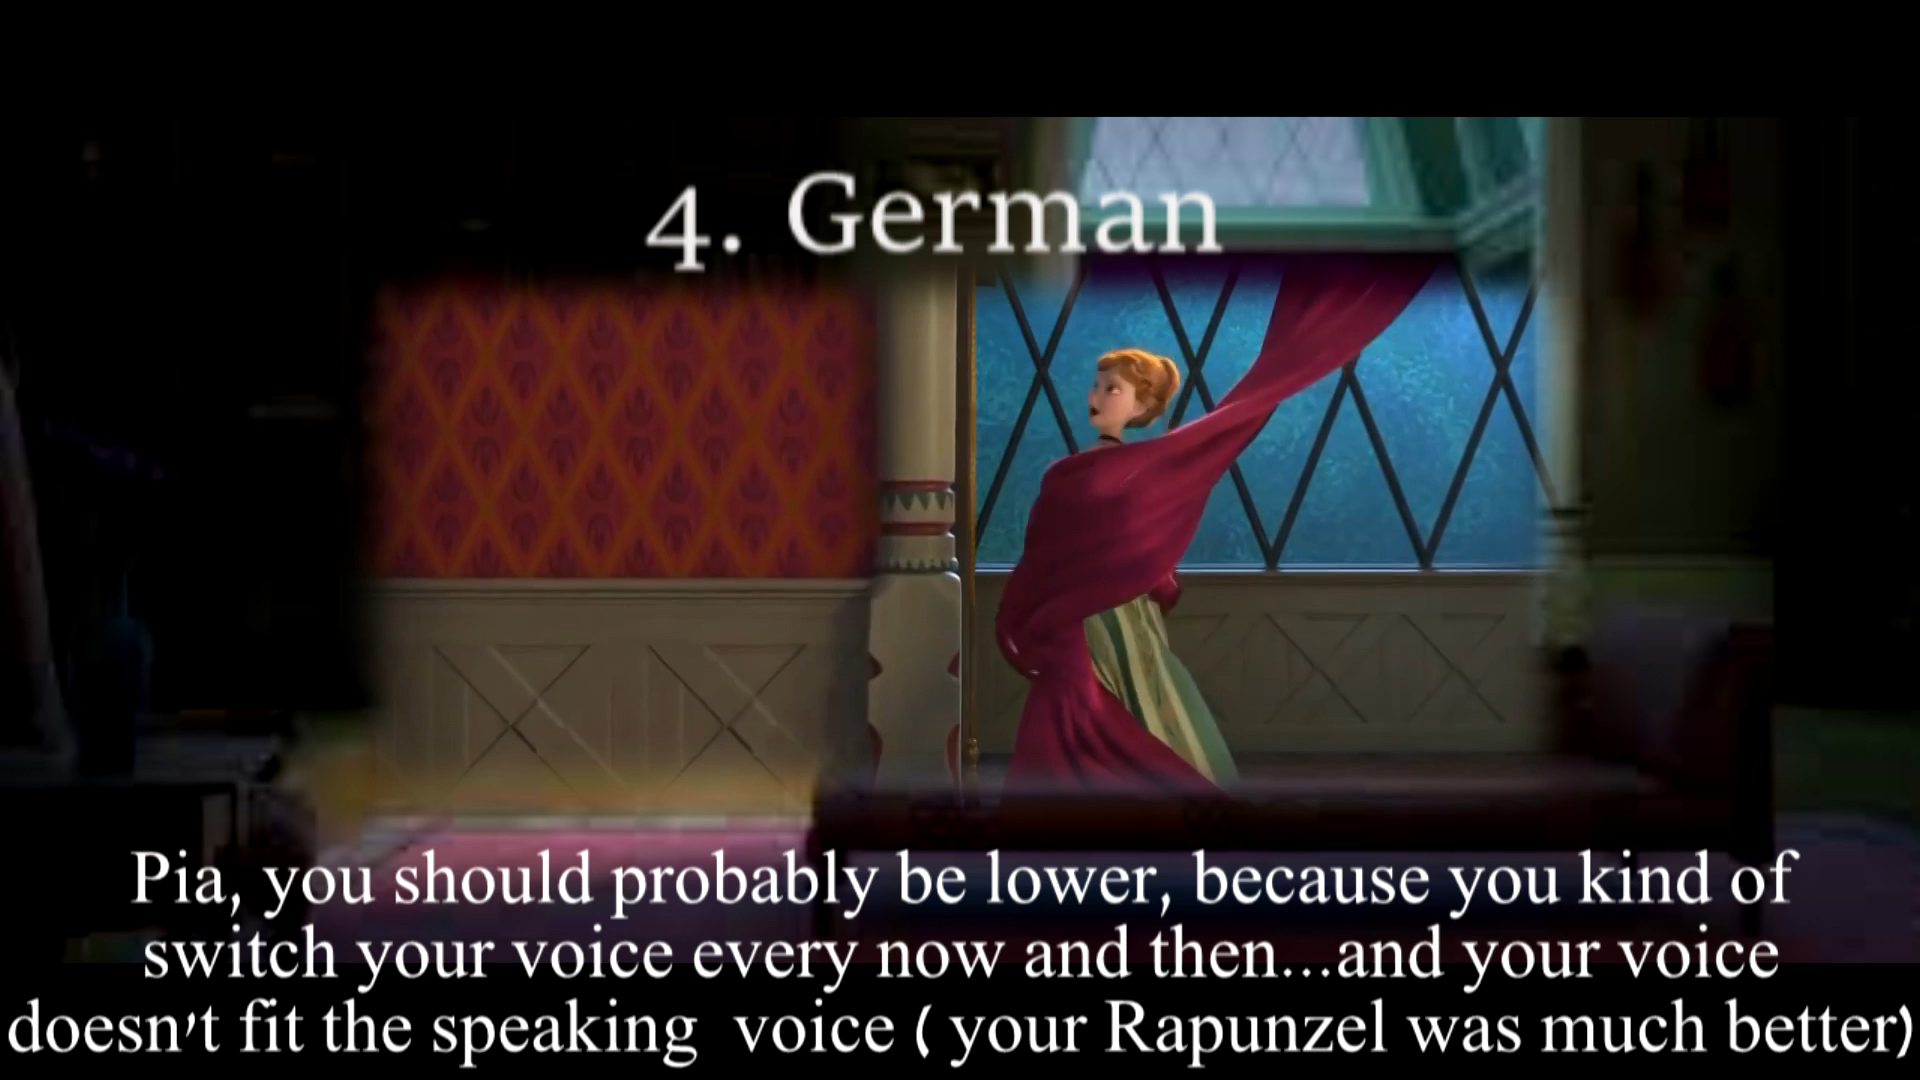 4. German
Pia, you should probably be lower, because you kind of
switch your voice every now and then...and your voice
doesn't fit the speaking  voice ( your Rapunzel was much better)